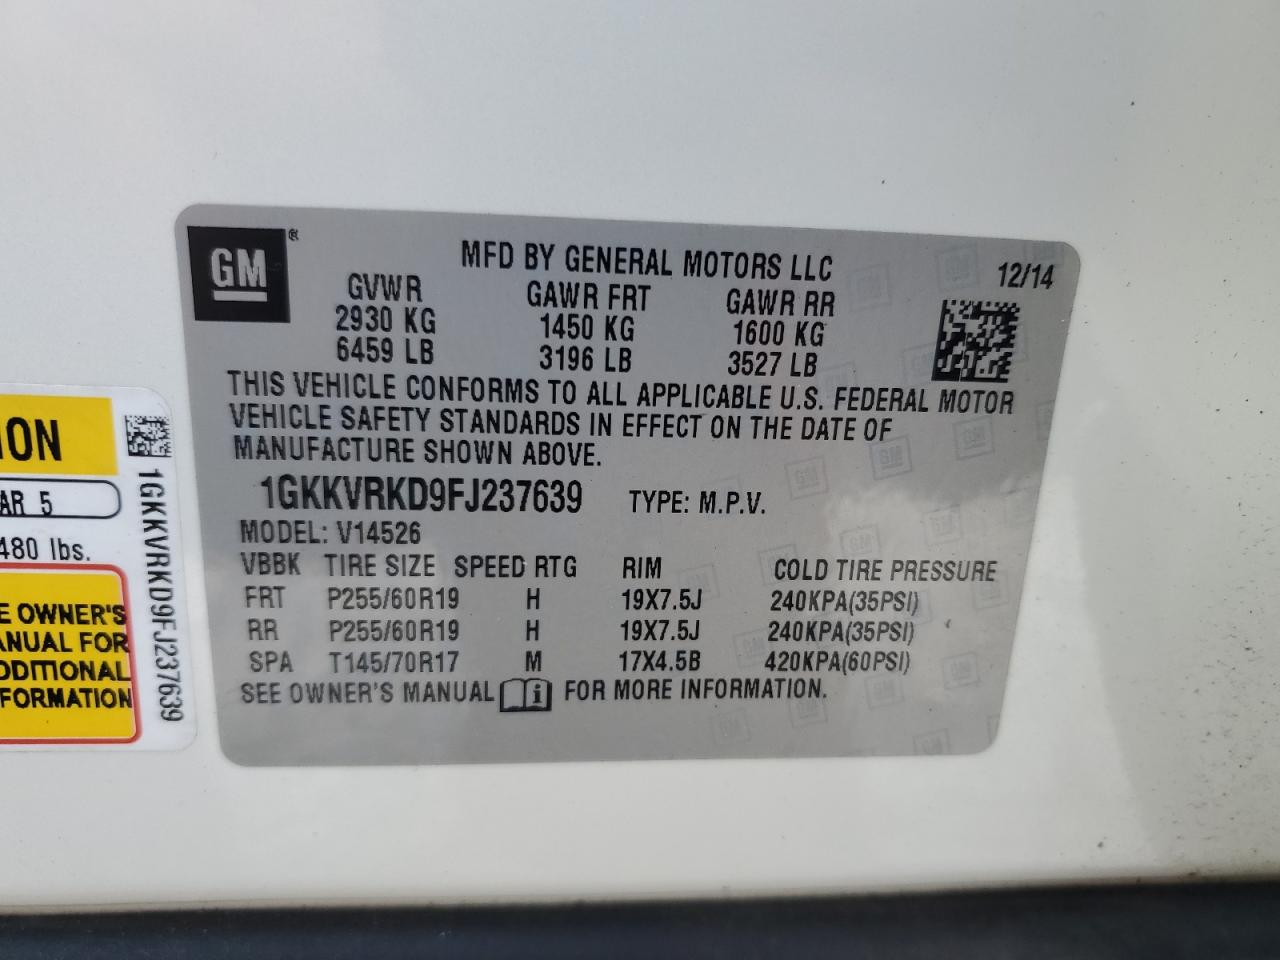 GM®
MFD BY GENERAL MOTORS LLC 12/14
GVWR GAWR FRT GAWR RR
2930 KG 1450 KG 1600 KG
6459 LB 3196 LB 3527 LB
THIS VEHICLE CONFORMS TO ALL APPLICABLE U.S. FEDERAL MOTOR
VEHICLE SAFETY STANDARDS IN EFFECT ON THE DATE OF
MANUFACTURE SHOWN ABOVE.
1GKKVRKD9FJ237639 TYPE: M.P.V.
MODEL: V14526
VBBK TIRE SIZE SPEED RTG RIM COLD TIRE PRESSURE
FRT P255/60R19 H 19X7.5J 240KPA(35PSI)
RR P255/60R19 H 19X7.5J 240KPA(35PSI)
SPA T145/70R17 M 17X4.5B 420KPA(60PSI)
SEE OWNER'S MANUAL i FOR MORE INFORMATION.
ION
AR 5
480 lbs.
E OWNER'S
ANUAL FOR
DDITIONAL
FORMATION
1GKKVRKD9FJ237639